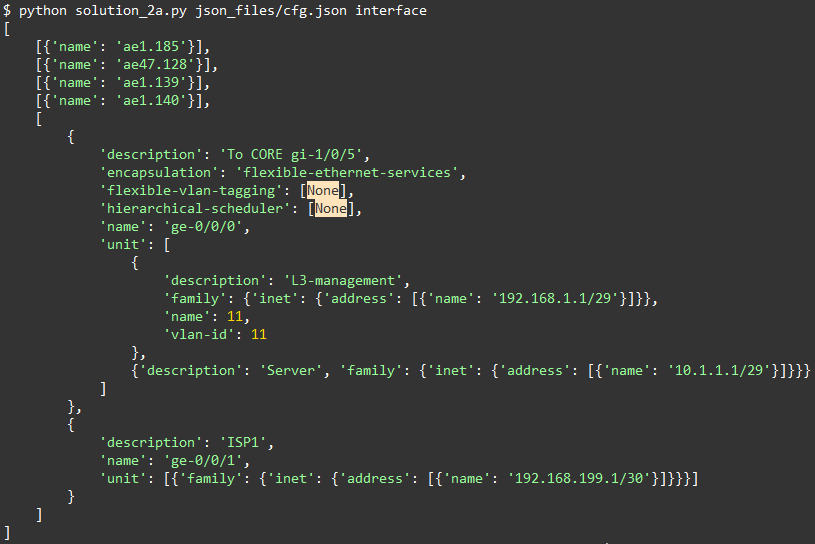 $ python solution_2a.py json_files/cfg.json interface
[
    [{'name': 'ae1.185'}],
    [{'name': 'ae47.128'}],
    [{'name': 'ae1.139'}],
    [{'name': 'ae1.140'}],
    [
        {
            'description': 'To CORE gi-1/0/5',
            'encapsulation': 'flexible-ethernet-services',
            'flexible-vlan-tagging': [None],
            'hierarchical-scheduler': [None],
            'name': 'ge-0/0/0',
            'unit': [
                {
                    'description': 'L3-management',
                    'family': {'inet': {'address': [{'name': '192.168.1.1/29'}]}},
                    'name': 11,
                    'vlan-id': 11
                },
                {'description': 'Server', 'family': {'inet': {'address': [{'name': '10.1.1.1/29'}]}}}
            ]
        },
        {
            'description': 'ISP1',
            'name': 'ge-0/0/1',
            'unit': [{'family': {'inet': {'address': [{'name': '192.168.199.1/30'}]}}}]
        }
    ]
]